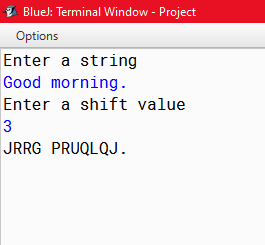 BlueJ: Terminal Window - Project
Options
Enter a string
Good morning.
Enter a shift value
3
JRRG PRUQLQJ.